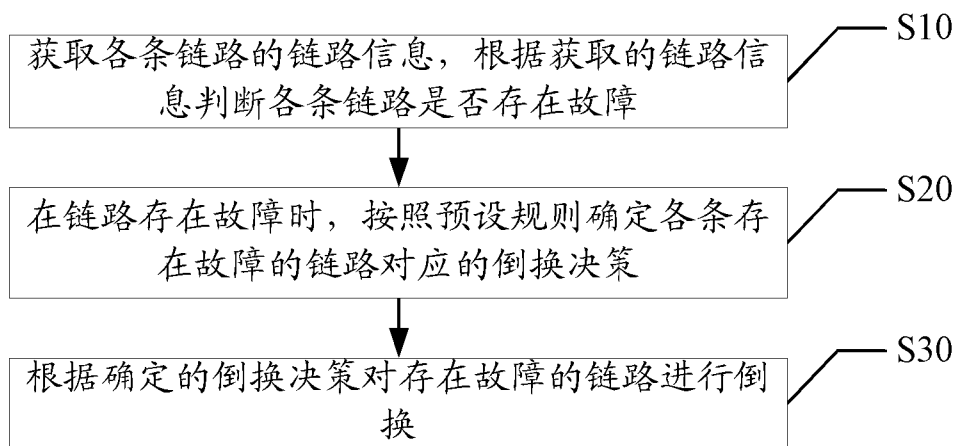 S10
获取各条链路的链路信息，根据获取的链路信
息判断各条链路是否存在故障
S20
在链路存在故障时，按照预设规则确定各条存
在故障的链路对应的倒换决策
S30
根据确定的倒换决策对存在故障的链路进行倒
换